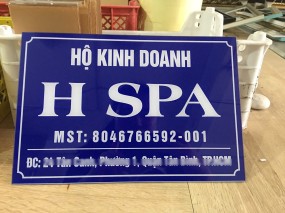 HỘ KINH DOANH
H SPA
MST: 8046766592-001
ĐC: 24 Tân Canh, Phường 1, Quận Tân Bình, TP.HCM